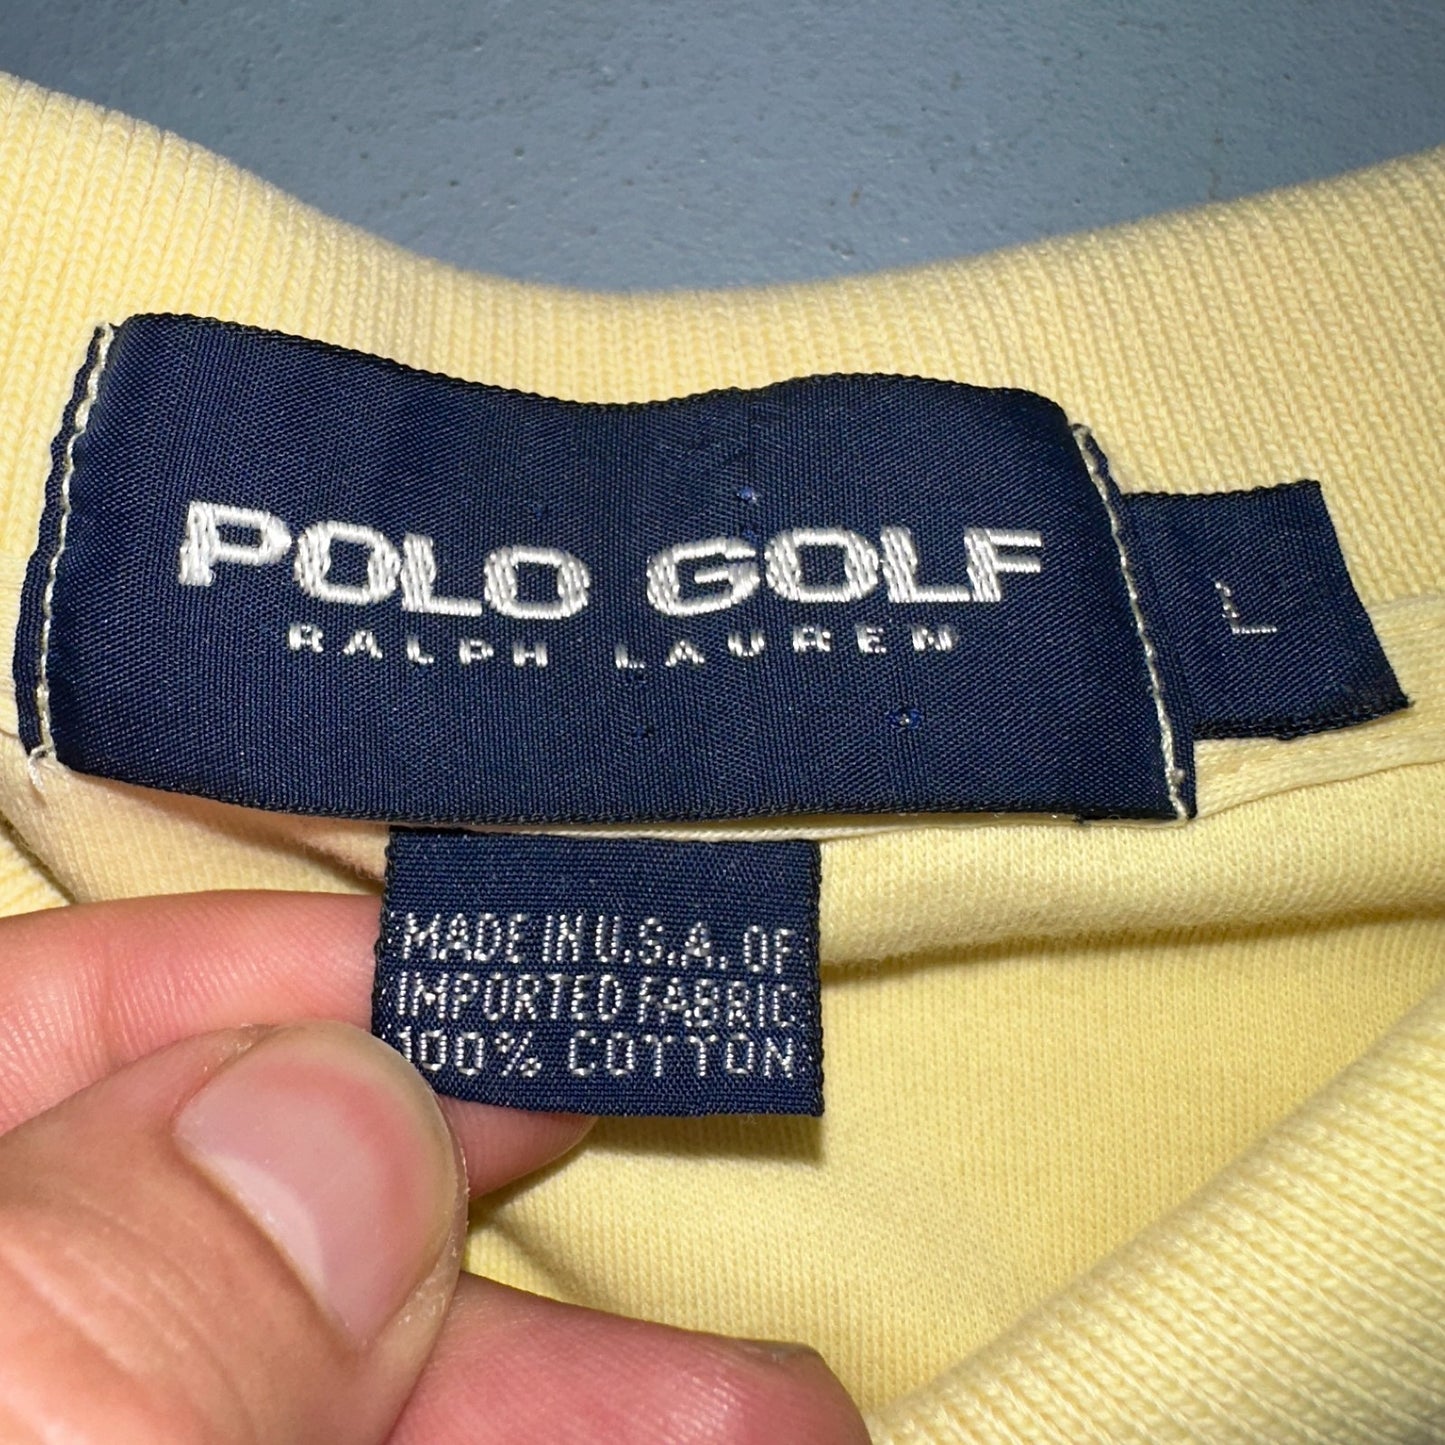 POLO GOLF
RALPH LAUREN
L
MADE IN U.S.A. OF
IMPORTED FABRIC
100% COTTON